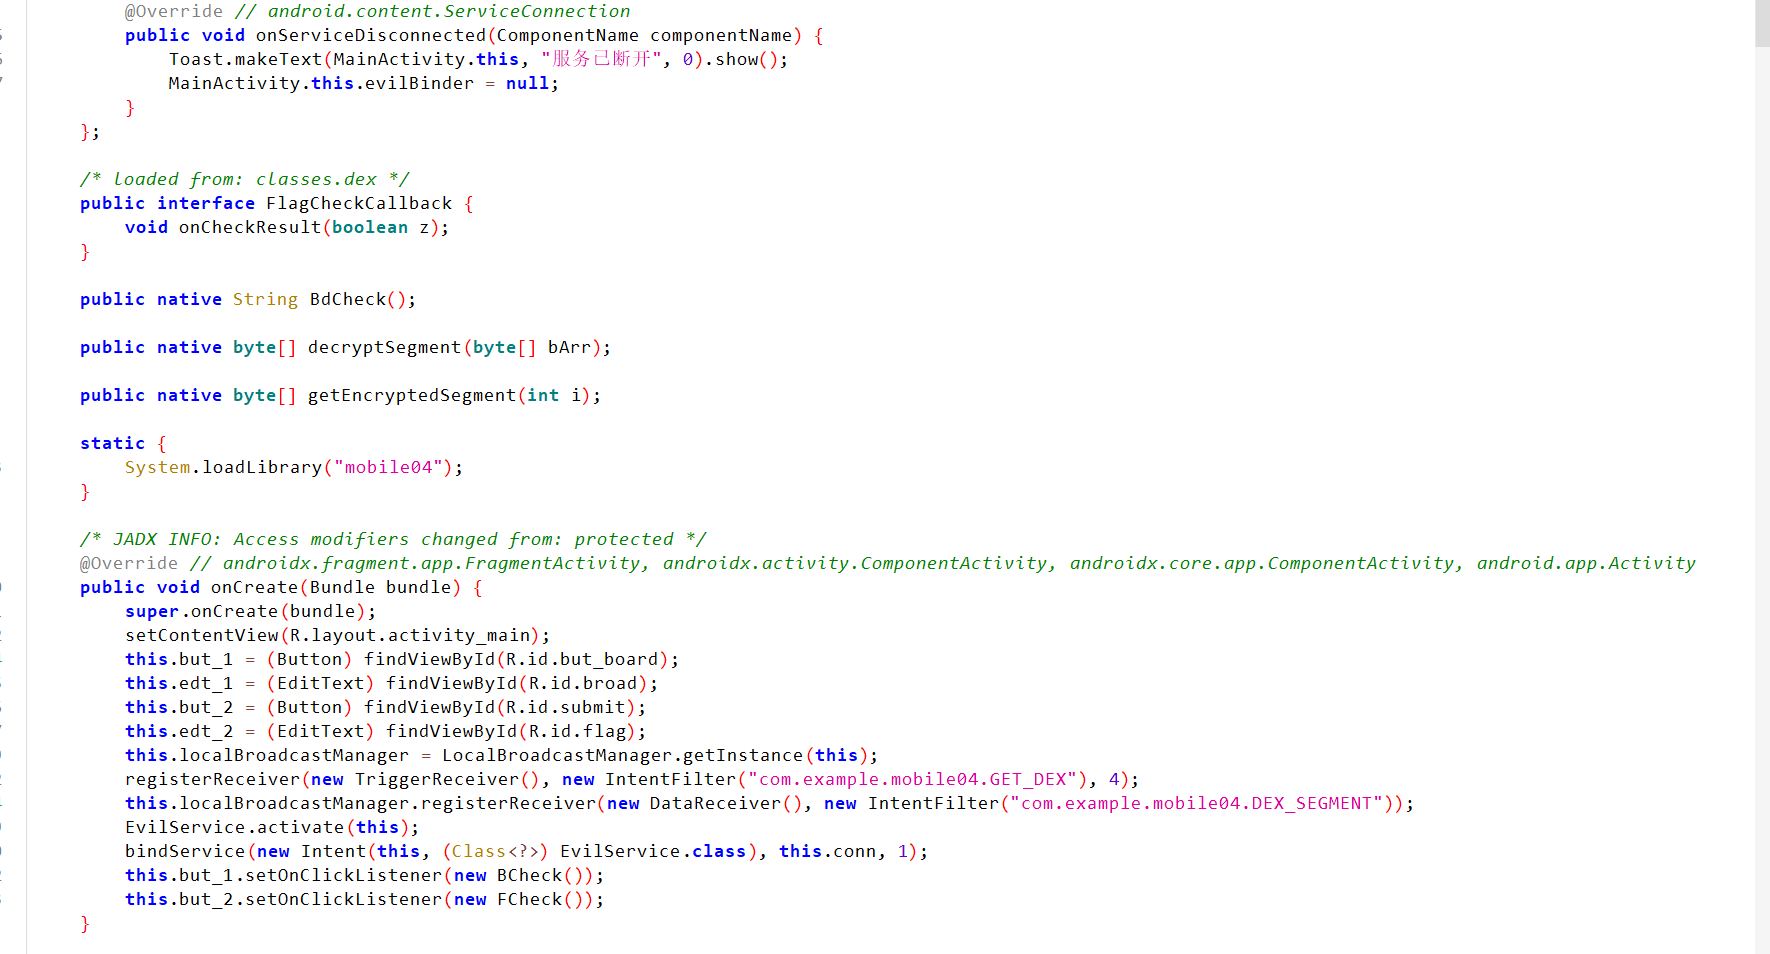 @Override // android.content.ServiceConnection
public void onServiceDisconnected(ComponentName componentName) {
Toast.makeText(MainActivity.this, "服务已断开", 0).show();
MainActivity.this.evilBinder = null;
}
};
/* loaded from: classes.dex */
public interface FlagCheckCallback {
void onCheckResult(boolean z);
}
public native String BdCheck();
public native byte[] decryptSegment(byte[] bArr);
public native byte[] getEncryptedSegment(int i);
static {
System.loadLibrary("mobile04");
}
/* JADX INFO: Access modifiers changed from: protected */
@Override // androidx.fragment.app.FragmentActivity, androidx.activity.ComponentActivity, androidx.core.app.ComponentActivity, android.app.Activity
public void onCreate(Bundle bundle) {
super.onCreate(bundle);
setContentView(R.layout.activity_main);
this.but_1 = (Button) findViewById(R.id.but_board);
this.edt_1 = (EditText) findViewById(R.id.broad);
this.but_2 = (Button) findViewById(R.id.submit);
this.edt_2 = (EditText) findViewById(R.id.flag);
this.localBroadcastManager = LocalBroadcastManager.getInstance(this);
registerReceiver(new TriggerReceiver(), new IntentFilter("com.example.mobile04.GET_DEX"), 4);
this.localBroadcastManager.registerReceiver(new DataReceiver(), new IntentFilter("com.example.mobile04.DEX_SEGMENT"));
EvilService.activate(this);
bindService(new Intent(this, (Class<?>) EvilService.class), this.conn, 1);
this.but_1.setOnClickListener(new BCheck());
this.but_2.setOnClickListener(new FCheck());
}